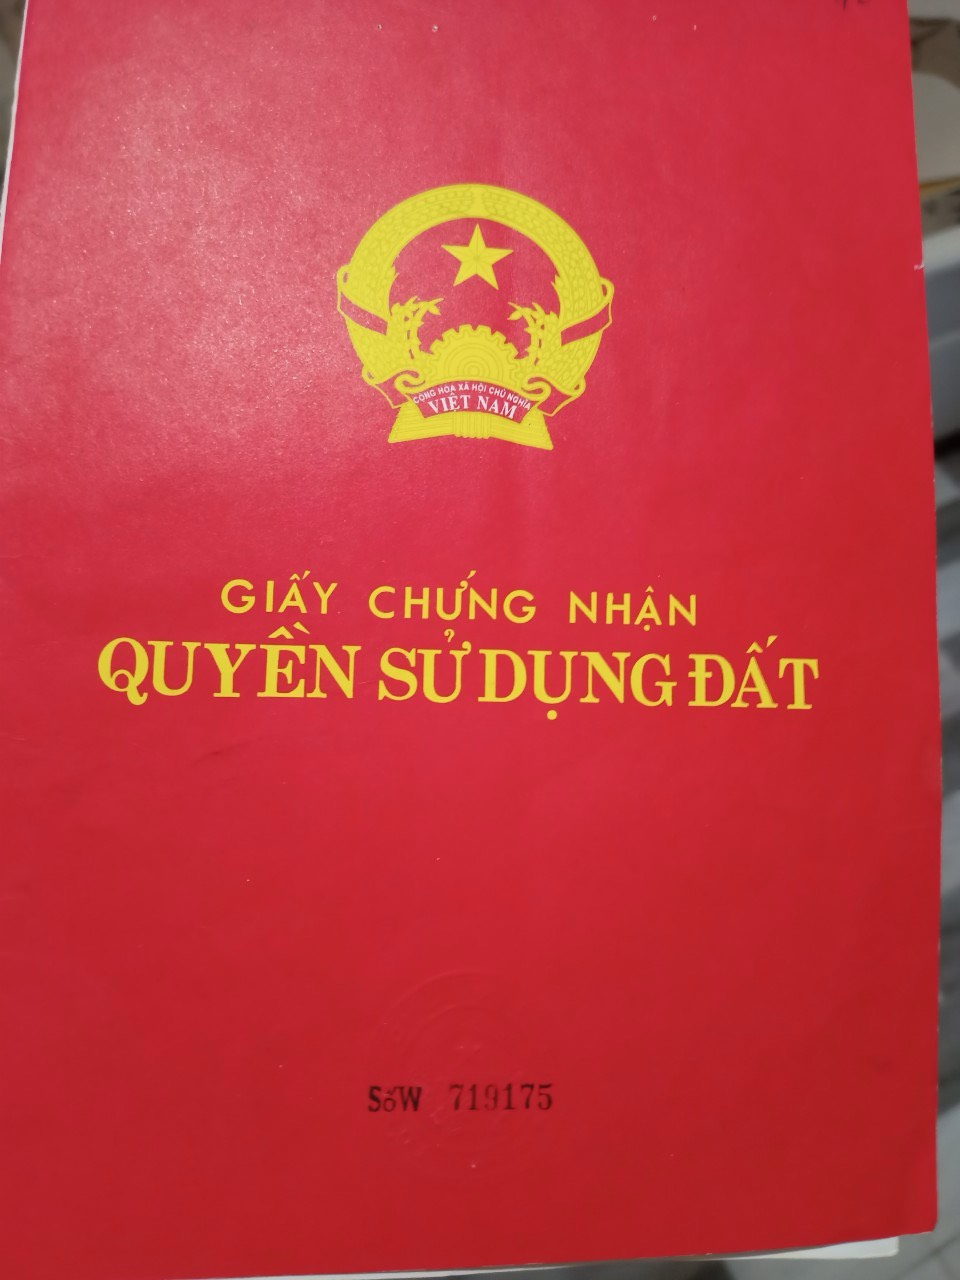 CỘNG HÒA XÃ HỘI CHỦ NGHĨA
VIỆT NAM
GIẤY CHỨNG NHẬN
QUYỀN SỬ DỤNG ĐẤT
Số W 719175